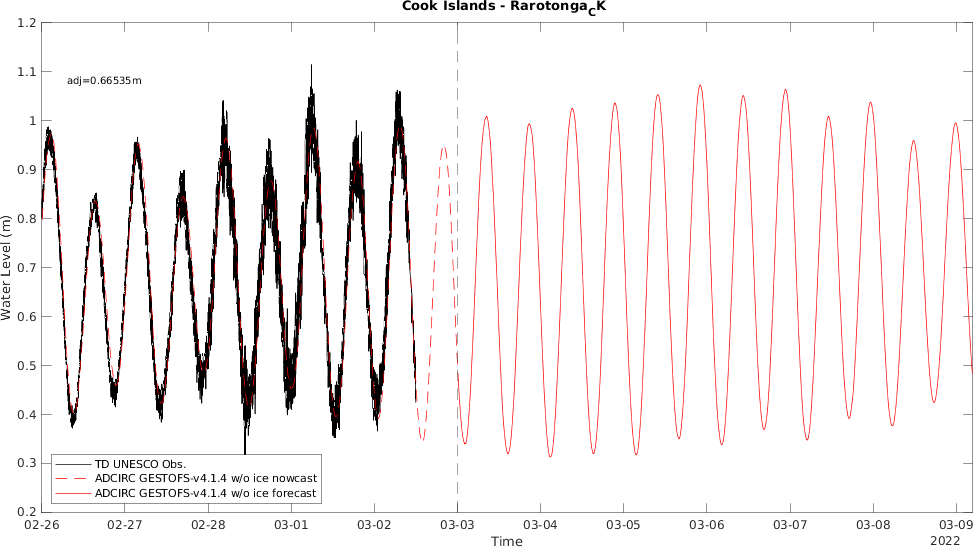 Cook Islands - Rarotonga_CK
1.2
1.1
1
0.9
0.8
0.7
0.6
0.5
0.4
0.3
0.2
Water Level (m)
adj=0.66535m
TD UNESCO Obs.
ADCIRC GESTOFS-v4.1.4 w/o ice nowcast
ADCIRC GESTOFS-v4.1.4 w/o ice forecast
02-26 02-27 02-28 03-01 03-02 03-03 03-04 03-05 03-06 03-07 03-08 03-09
Time
2022